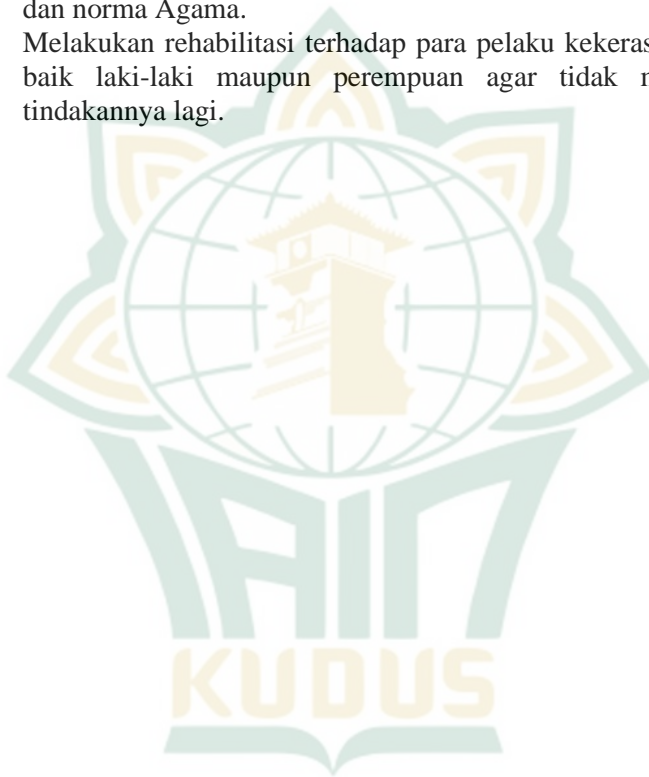 dan norma Agama.
Melakukan rehabilitasi terhadap para pelaku kekeras
baik laki-laki maupun perempuan agar tidak m
tindakannya lagi.
IAIN
KUDUS